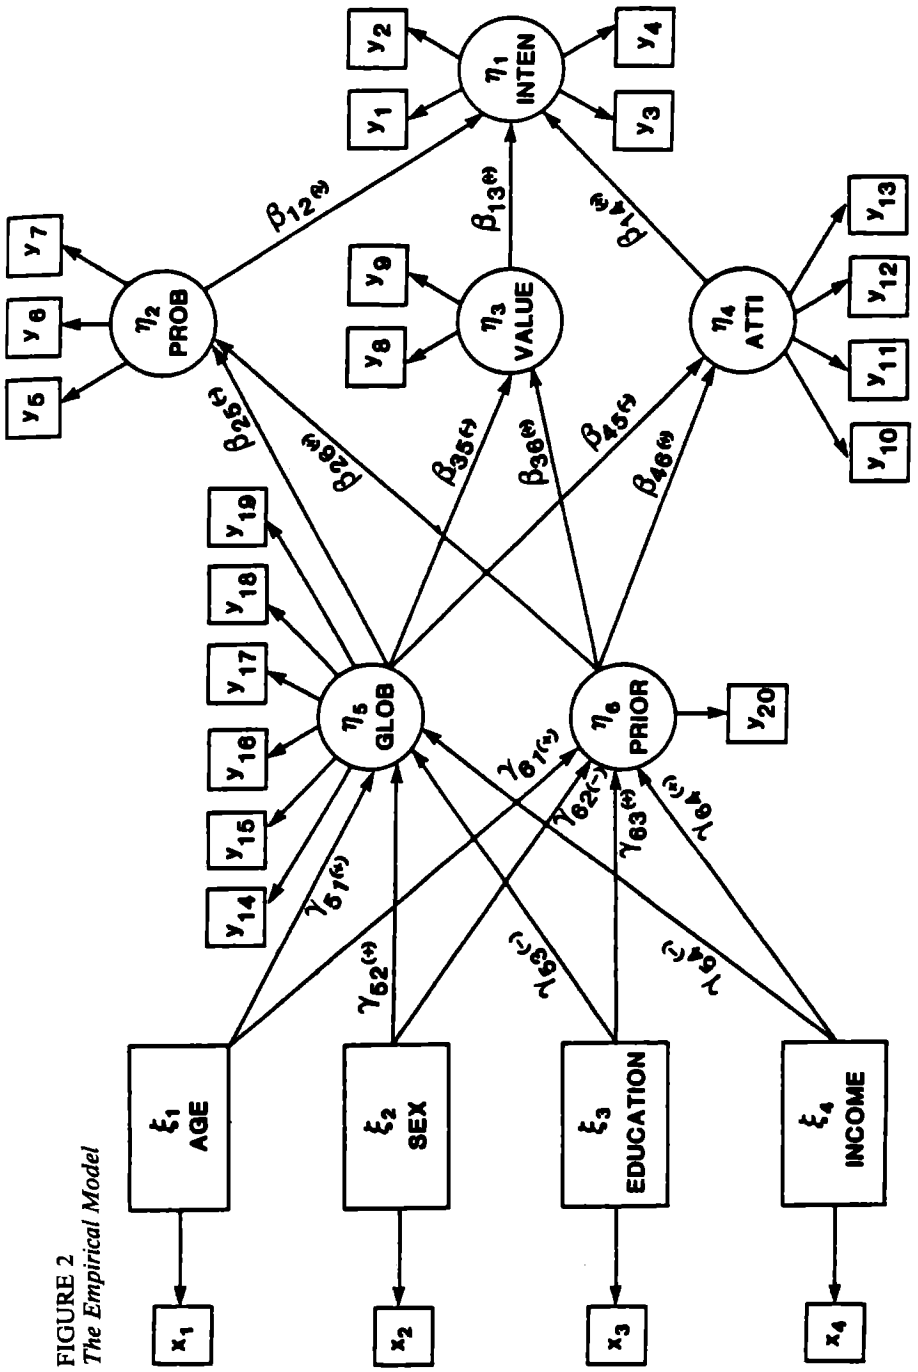 FIGURE 2
The Empirical Model
x₁
ξ₁
AGE
x₂
ξ₂
SEX
x₃
ξ₃
EDUCATION
x₄
ξ₄
INCOME
γ₅₁(+)
γ₅₂(+)
γ₅₃(-)
γ₅₄(-)
γ₆₁(+)
γ₆₂(-)
γ₆₃(+)
γ₆₄(+)
y₁₄
y₁₅
y₁₆
y₁₇
y₁₈
y₁₉
η₅
GLOB
η₆
PRIOR
y₂₀
β₂₅(-)
β₂₆(+)
β₃₅(-)
β₃₆(+)
β₄₅(-)
β₄₆(+)
y₅
y₆
y₇
η₂
PROB
y₈
y₉
η₃
VALUE
η₄
ATTI
y₁₀
y₁₁
y₁₂
y₁₃
β₁₂(+)
β₁₃(+)
β₁₄(+)
y₁
y₂
η₁
INTEN
y₃
y₄